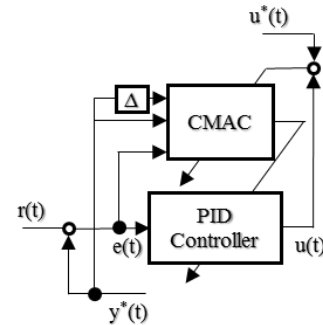 u*(t)
Δ
CMAC
r(t)
e(t)
PID
Controller
u(t)
y*(t)